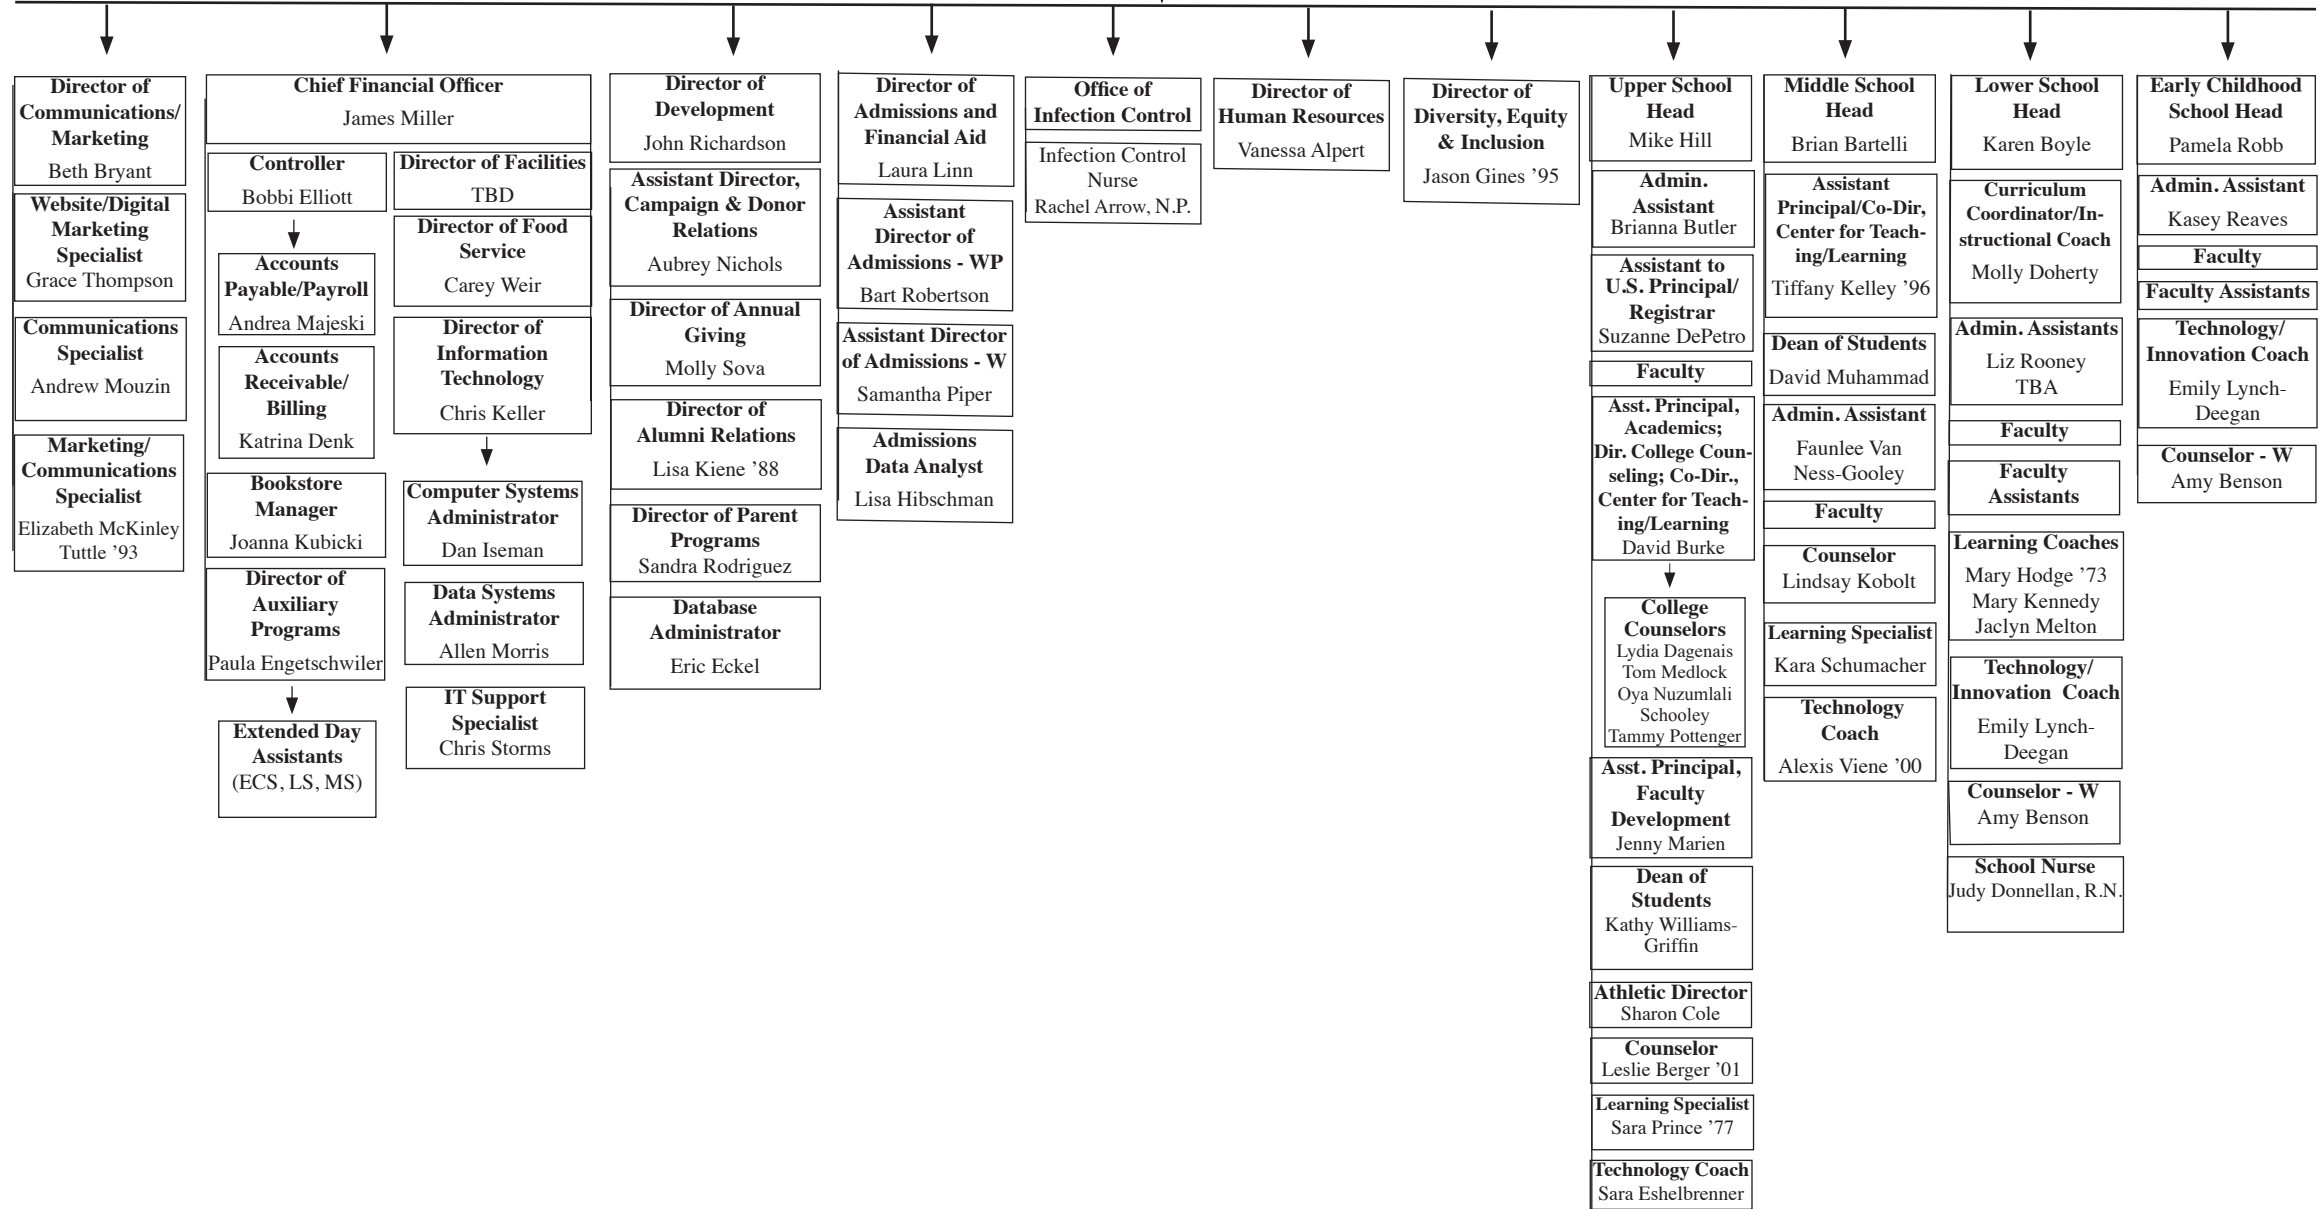 Director of
Communications/
Marketing
Beth Bryant
Website/Digital
Marketing
Specialist
Grace Thompson
Communications
Specialist
Andrew Mouzin
Marketing/
Communications
Specialist
Elizabeth McKinley
Tuttle ’93
Chief Financial Officer
James Miller
Controller
Bobbi Elliott
Accounts
Payable/Payroll
Andrea Majeski
Accounts
Receivable/
Billing
Katrina Denk
Bookstore
Manager
Joanna Kubicki
Director of
Auxiliary
Programs
Paula Engetschwiler
Extended Day
Assistants
(ECS, LS, MS)
Director of Facilities
TBD
Director of Food
Service
Carey Weir
Director of
Information
Technology
Chris Keller
Computer Systems
Administrator
Dan Iseman
Data Systems
Administrator
Allen Morris
IT Support
Specialist
Chris Storms
Director of
Development
John Richardson
Assistant Director,
Campaign & Donor
Relations
Aubrey Nichols
Director of Annual
Giving
Molly Sova
Director of
Alumni Relations
Lisa Kiene ’88
Director of Parent
Programs
Sandra Rodriguez
Database
Administrator
Eric Eckel
Director of
Admissions and
Financial Aid
Laura Linn
Assistant
Director of
Admissions - WP
Bart Robertson
Assistant Director
of Admissions - W
Samantha Piper
Admissions
Data Analyst
Lisa Hibschman
Office of
Infection Control
Infection Control
Nurse
Rachel Arrow, N.P.
Director of
Human Resources
Vanessa Alpert
Director of
Diversity, Equity
& Inclusion
Jason Gines ’95
Upper School
Head
Mike Hill
Admin.
Assistant
Brianna Butler
Assistant to
U.S. Principal/
Registrar
Suzanne DePetro
Faculty
Asst. Principal,
Academics;
Dir. College Coun-
seling; Co-Dir.,
Center for Teach-
ing/Learning
David Burke
College
Counselors
Lydia Dagenais
Tom Medlock
Oya Nuzumlali
Schooley
Tammy Pottenger
Asst. Principal,
Faculty
Development
Jenny Marien
Dean of
Students
Kathy Williams-
Griffin
Athletic Director
Sharon Cole
Counselor
Leslie Berger ’01
Learning Specialist
Sara Prince ’77
Technology Coach
Sara Eshelbrenner
Middle School
Head
Brian Bartelli
Assistant
Principal/Co-Dir,
Center for Teach-
ing/Learning
Tiffany Kelley ’96
Dean of Students
David Muhammad
Admin. Assistant
Faunlee Van
Ness-Gooley
Faculty
Counselor
Lindsay Kobolt
Learning Specialist
Kara Schumacher
Technology
Coach
Alexis Viene ’00
Lower School
Head
Karen Boyle
Curriculum
Coordinator/In-
structional Coach
Molly Doherty
Admin. Assistants
Liz Rooney
TBA
Faculty
Faculty
Assistants
Learning Coaches
Mary Hodge ’73
Mary Kennedy
Jaclyn Melton
Technology/
Innovation Coach
Emily Lynch-
Deegan
Counselor - W
Amy Benson
School Nurse
Judy Donnellan, R.N.
Early Childhood
School Head
Pamela Robb
Admin. Assistant
Kasey Reaves
Faculty
Faculty Assistants
Technology/
Innovation Coach
Emily Lynch-
Deegan
Counselor - W
Amy Benson